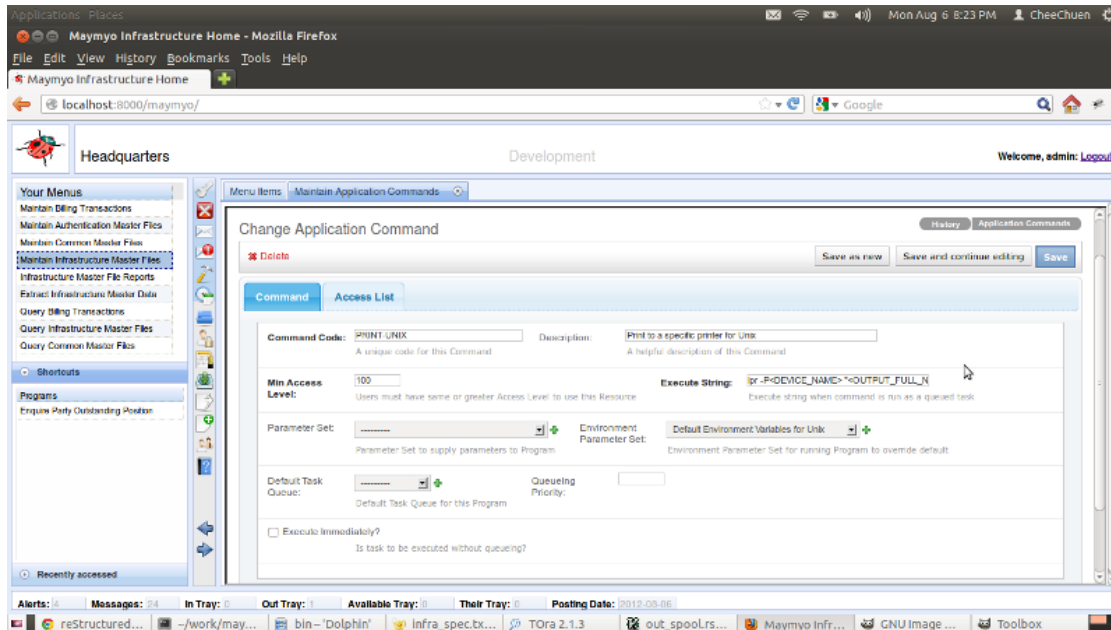 Applications Places
Mon Aug 6 8:23 PM CheeChuen
Maymyo Infrastructure Home - Mozilla Firefox
File Edit View History Bookmarks Tools Help
Maymyo Infrastructure Home
localhost:8000/maymyo/
Google
Headquarters
Development
Welcome, admin: Logout
Your Menus
Maintain Billing Transactions
Maintain Authentication Master Files
Maintain Common Master Files
Maintain Infrastructure Master Files
Infrastructure Master File Reports
Extract Infrastructure Master Data
Query Billing Transactions
Query Infrastructure Master Files
Query Common Master Files
Shortcuts
Programs
Enquire Party Outstanding Position
Recently accessed
Menu Items Maintain Application Commands
Change Application Command
History Application Commands
Delete
Save as new Save and continue editing Save
Command Access List
Command Code: PRINT-UNIX Description: Print to a specific printer for Unix
A unique code for this Command A helpful description of this Command
Min Access Level: 100 Execute String: lpr -P<DEVICE_NAME> "<OUTPUT_FULL_N
Users must have same or greater Access Level to use this Resource Execute string when command is run as a queued task
Parameter Set: --------- Environment Parameter Set: Default Environment Variables for Unix
Parameter Set to supply parameters to Program Environment Parameter Set for running Program to override default
Default Task Queue: --------- Queueing Priority:
Default Task Queue for this Program
Execute Immediately?
Is task to be executed without queueing?
Alerts: 4 Messages: 24 In Tray: 0 Out Tray: 1 Available Tray: 0 Their Tray: 0 Posting Date: 2012-08-06
reStructured... ~/work/may... bin – 'Dolphin' infra_spec.tx... TOra 2.1.3 out_spool.rs... Maymyo Infr... GNU Image ... Toolbox